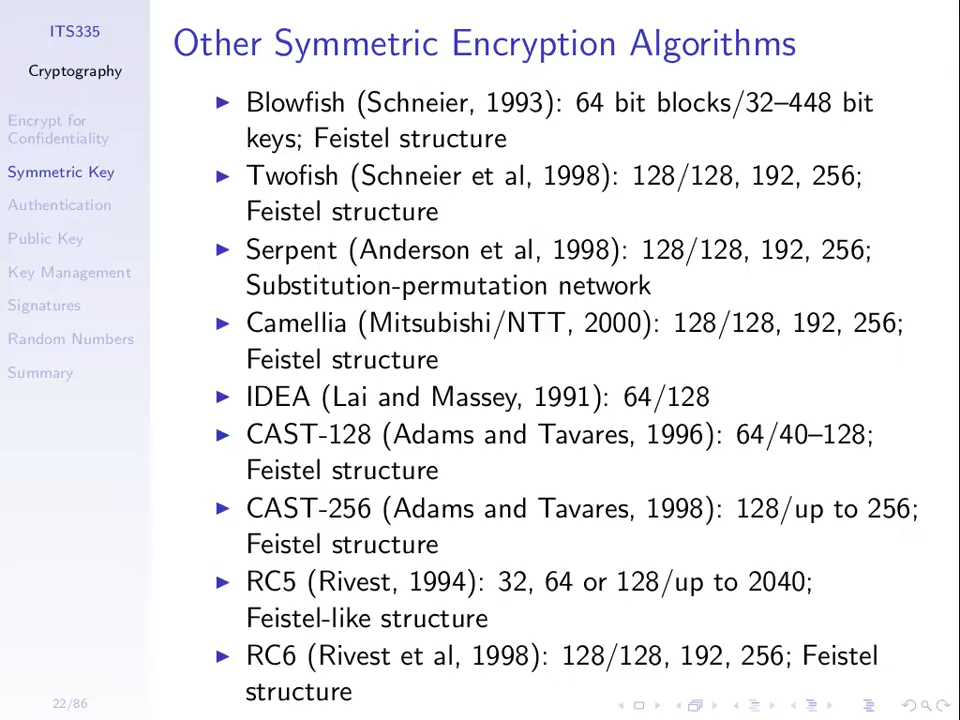 ITS335
Cryptography
Encrypt for
Confidentiality
Symmetric Key
Authentication
Public Key
Key Management
Signatures
Random Numbers
Summary
22/86
Other Symmetric Encryption Algorithms
Blowfish (Schneier, 1993): 64 bit blocks/32–448 bit
keys; Feistel structure
Twofish (Schneier et al, 1998): 128/128, 192, 256;
Feistel structure
Serpent (Anderson et al, 1998): 128/128, 192, 256;
Substitution-permutation network
Camellia (Mitsubishi/NTT, 2000): 128/128, 192, 256;
Feistel structure
IDEA (Lai and Massey, 1991): 64/128
CAST-128 (Adams and Tavares, 1996): 64/40–128;
Feistel structure
CAST-256 (Adams and Tavares, 1998): 128/up to 256;
Feistel structure
RC5 (Rivest, 1994): 32, 64 or 128/up to 2040;
Feistel-like structure
RC6 (Rivest et al, 1998): 128/128, 192, 256; Feistel
structure